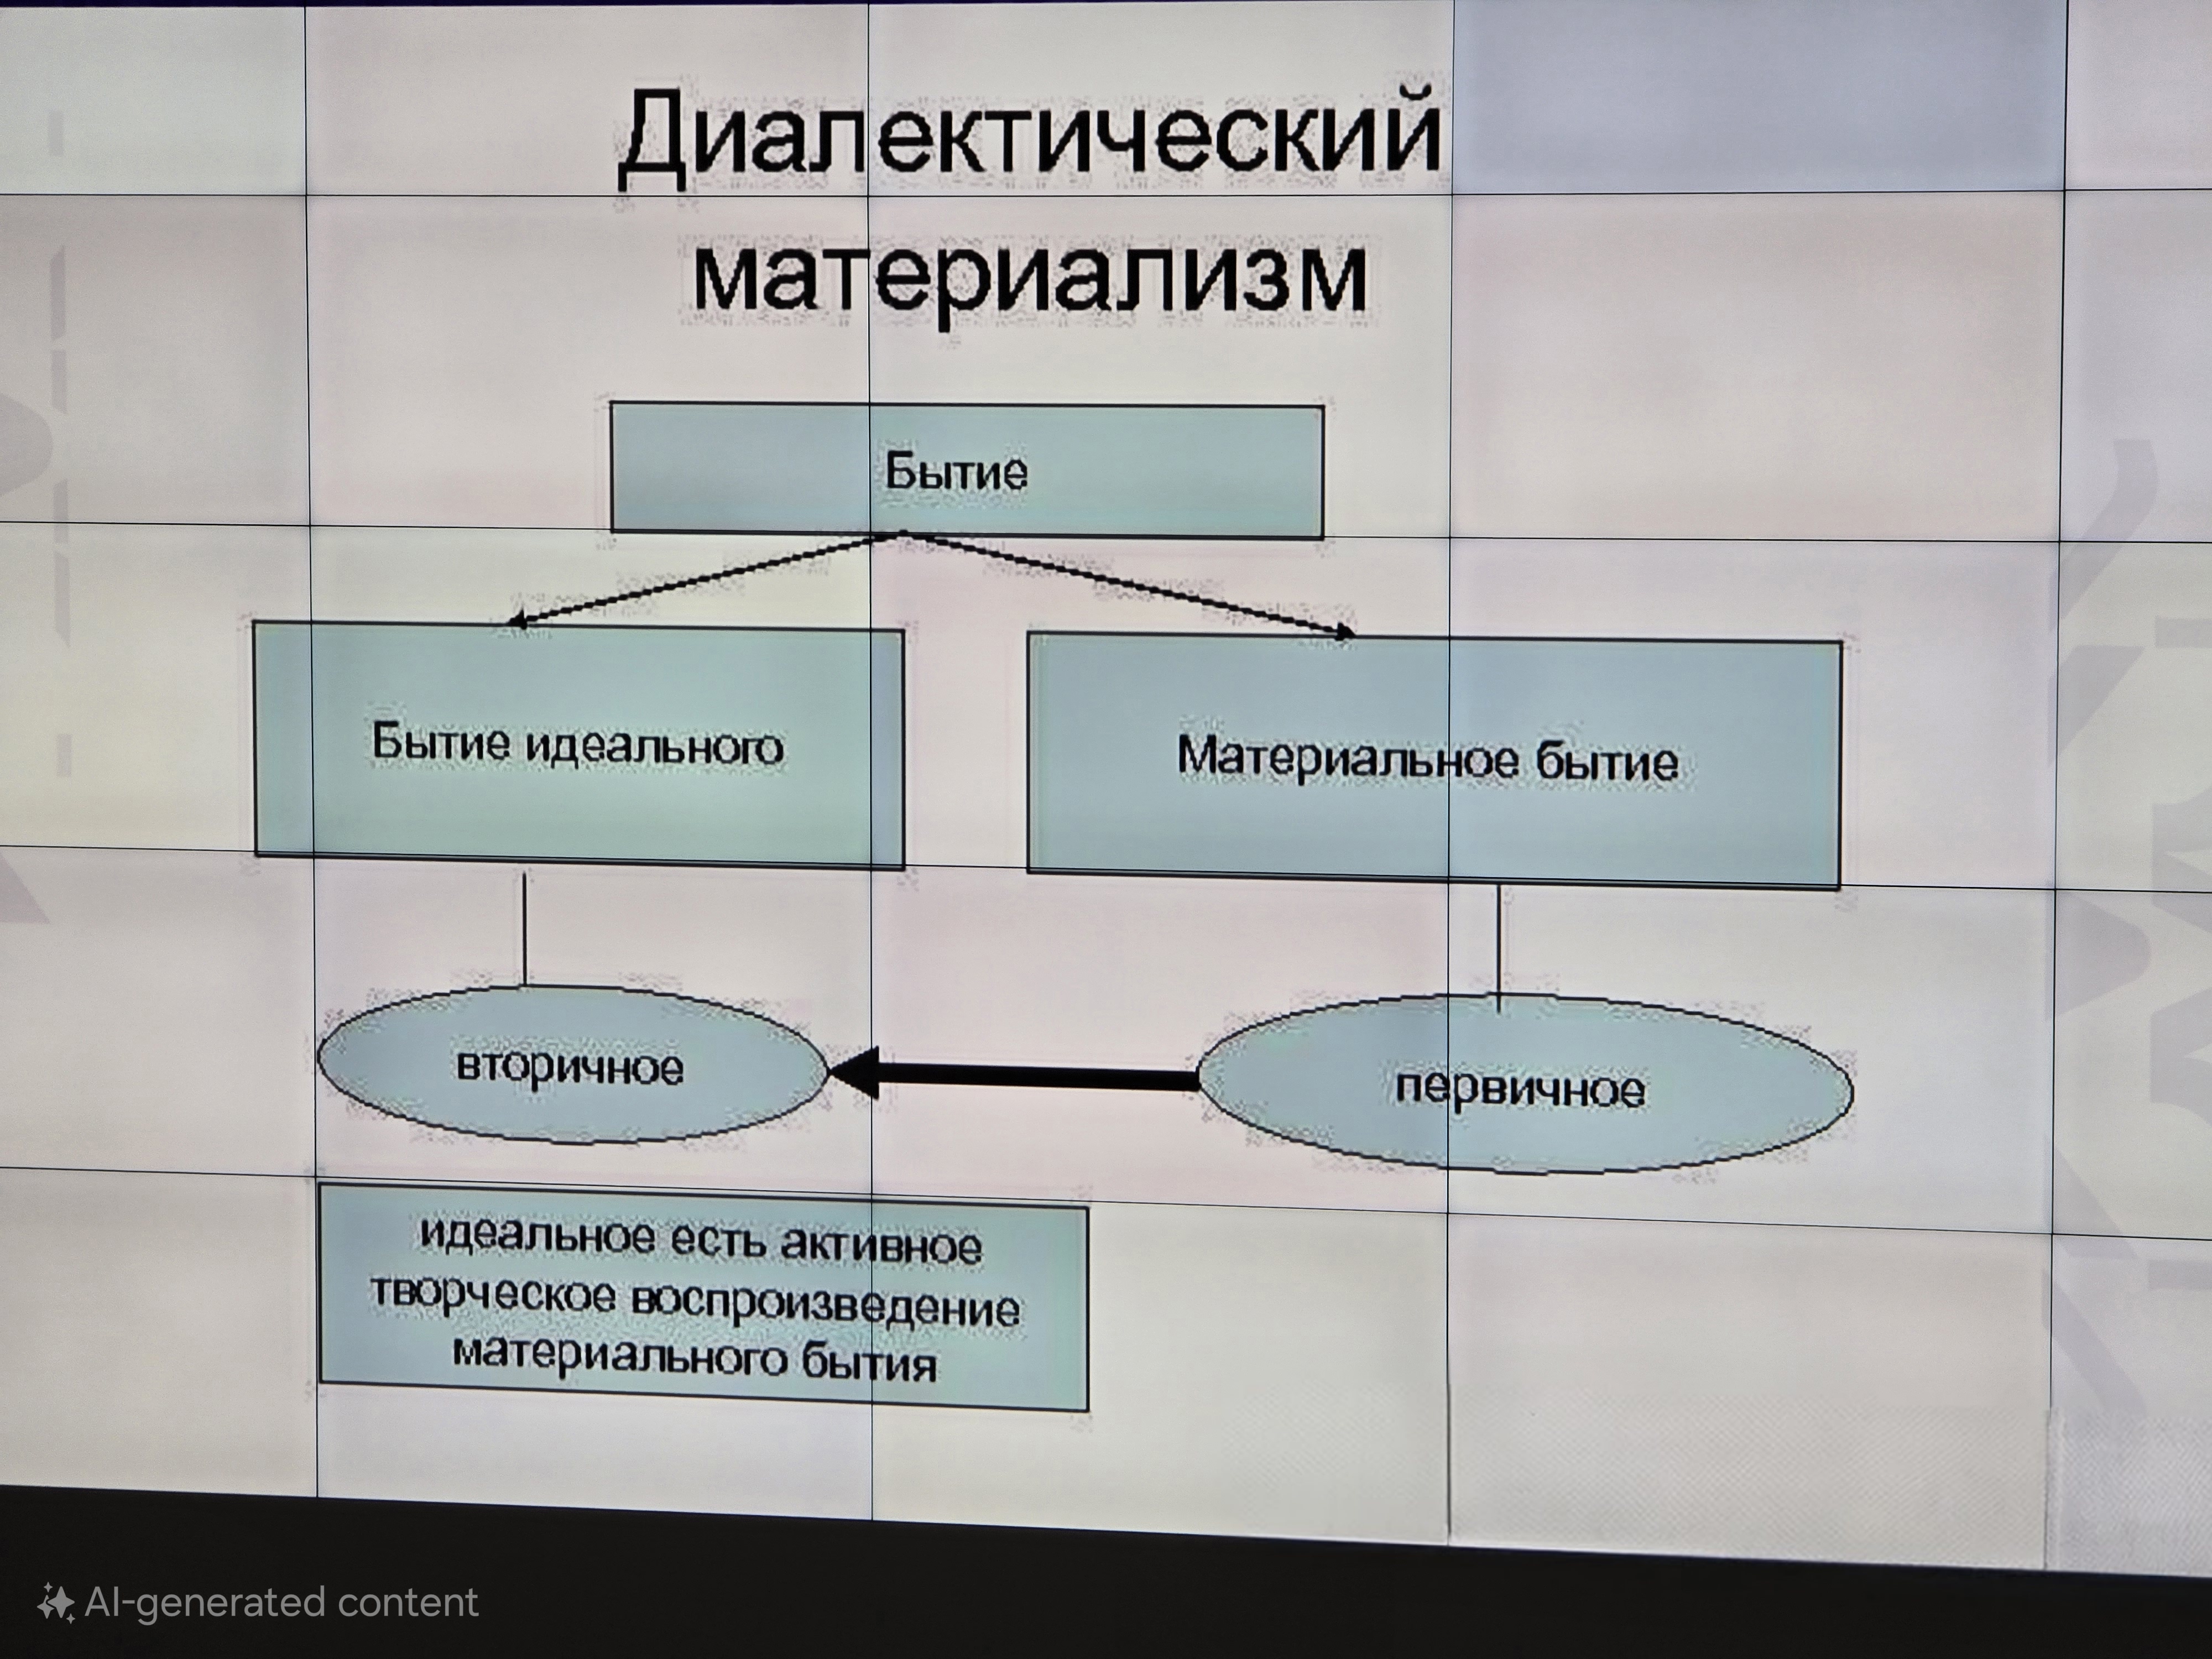 Диалектический
материализм
Бытие
Бытие идеального
Материальное бытие
вторичное
первичное
идеальное есть активное
творческое воспроизведение
материального бытия
AI-generated content